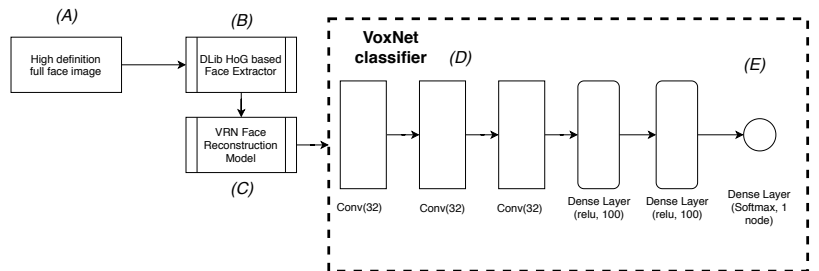 (A)
High definition
full face image
(B)
DLib HoG based
Face Extractor
VRN Face
Reconstruction
Model
(C)
VoxNet
classifier
(D)
(E)
Conv(32)
Conv(32)
Conv(32)
Dense Layer
(relu, 100)
Dense Layer
(relu, 100)
Dense Layer
(Softmax, 1
node)